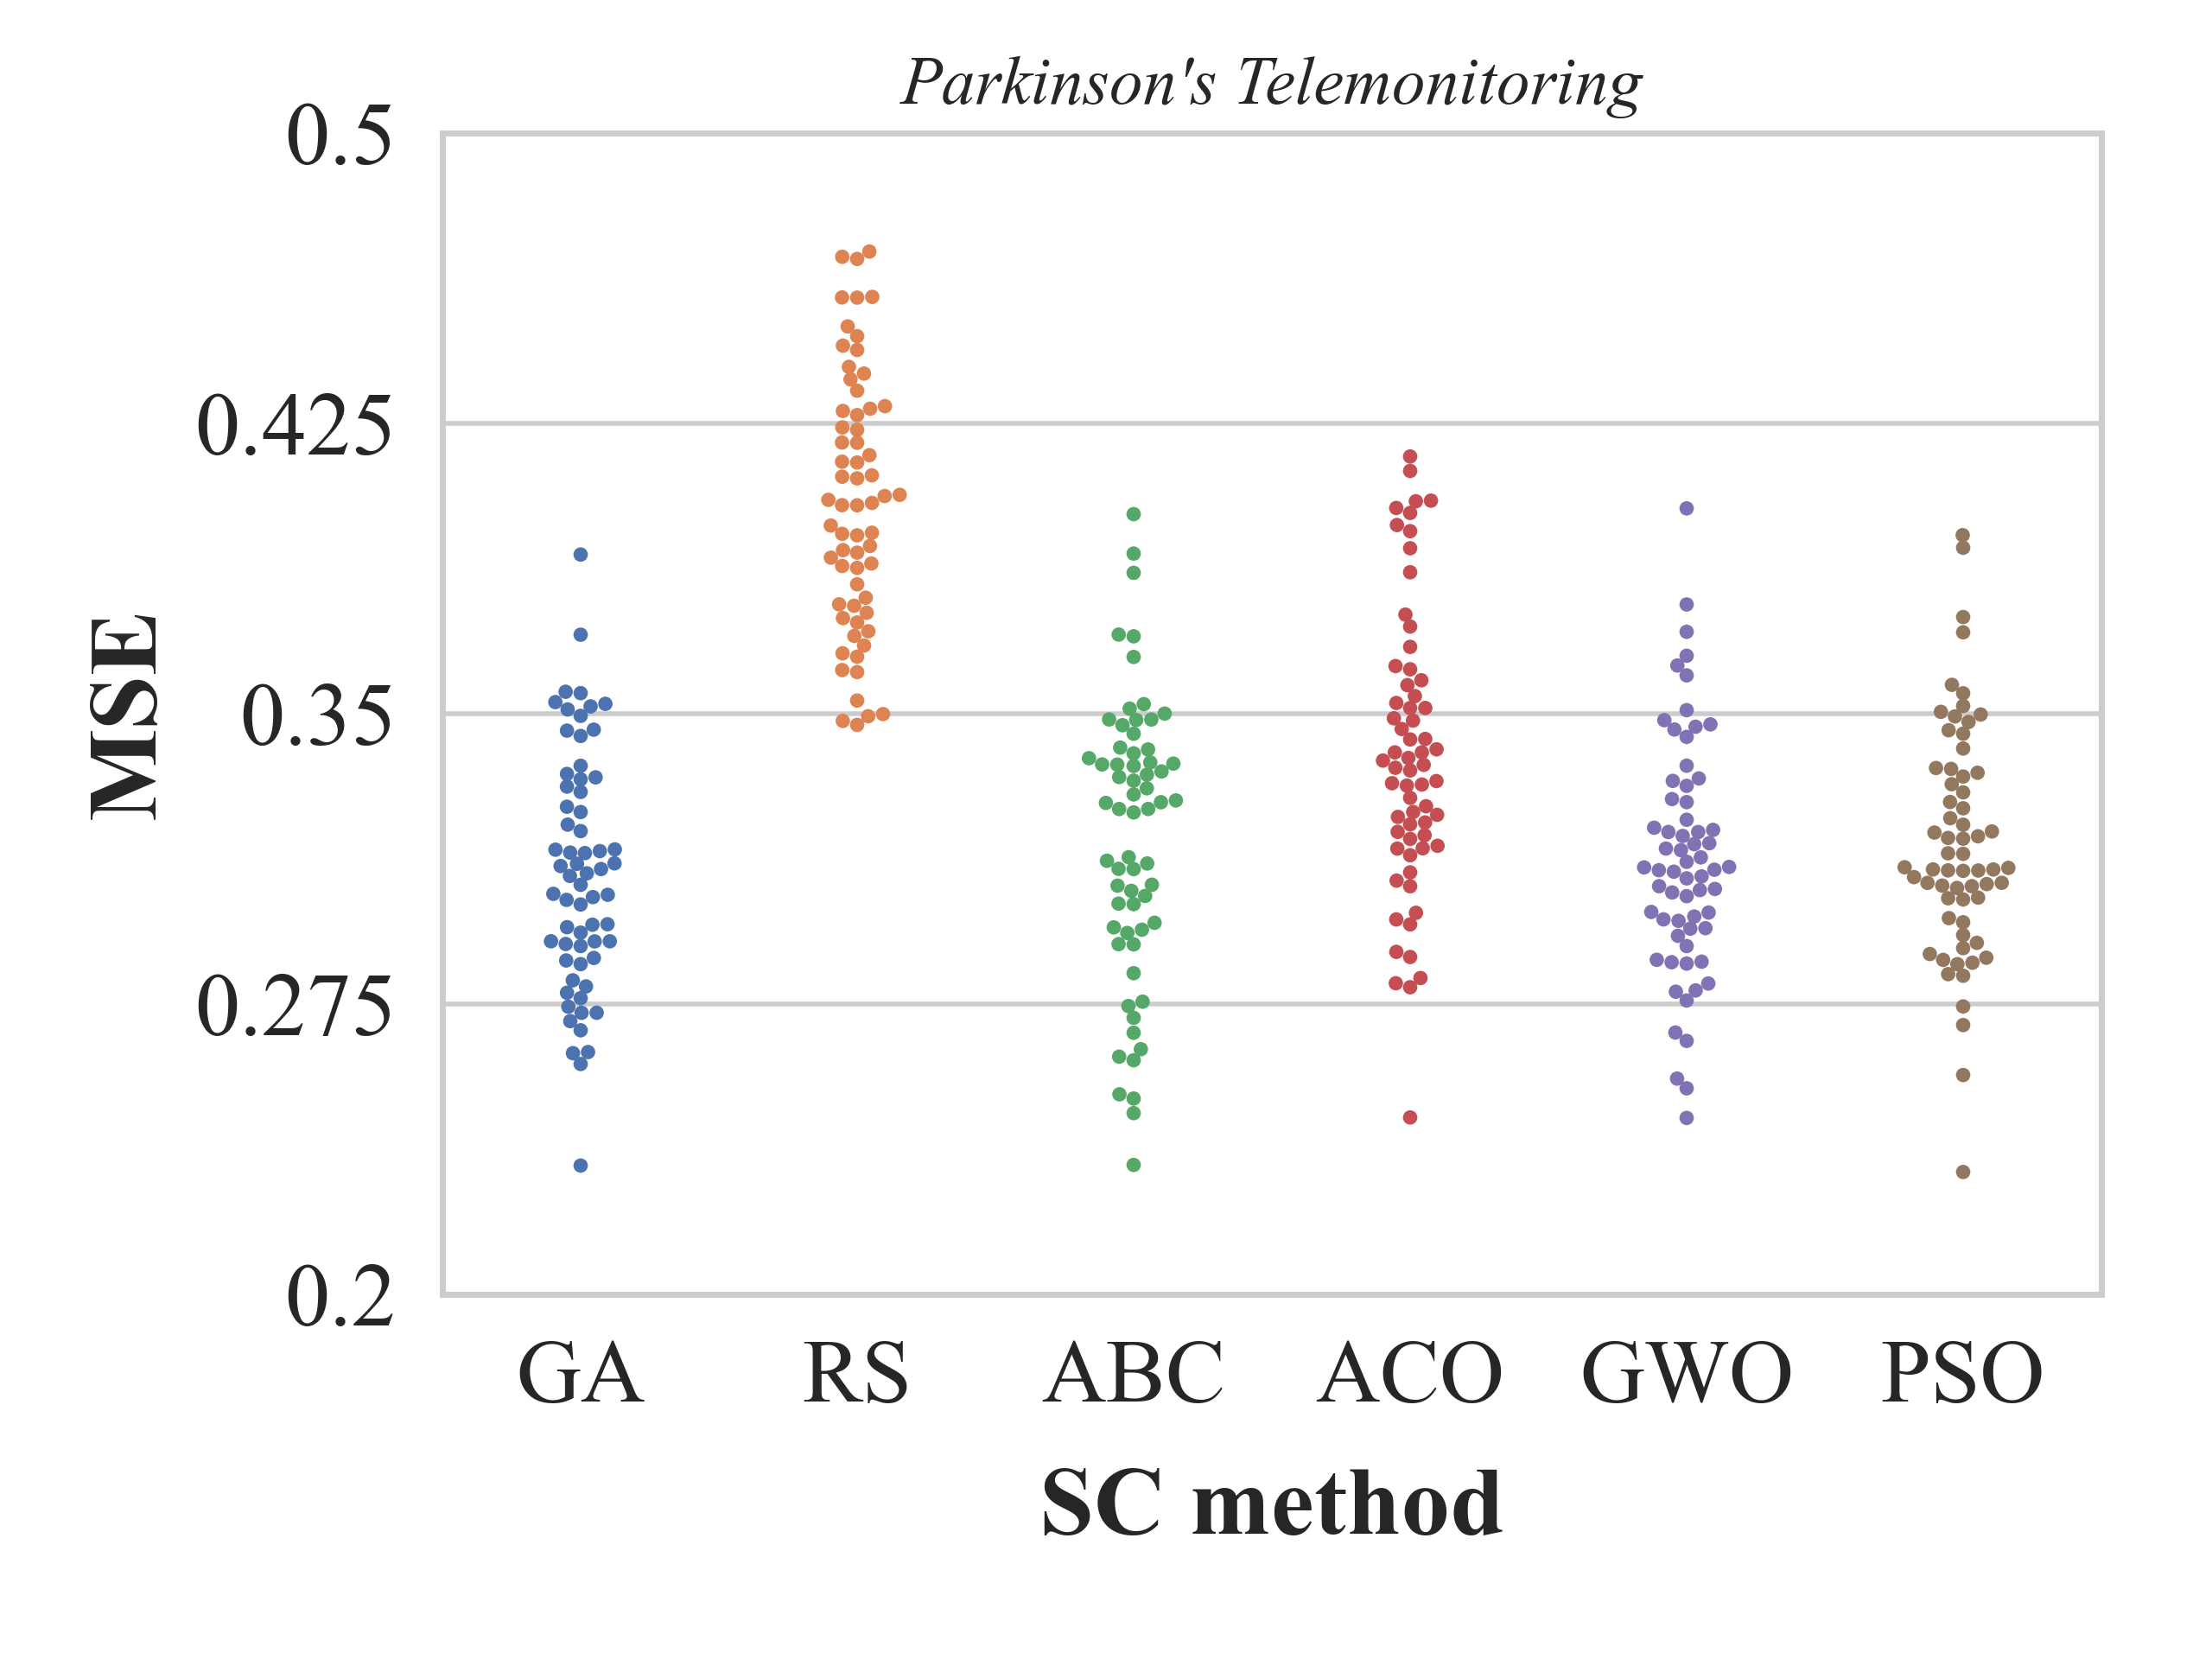 Parkinson's Telemonitoring
0.5
0.425
0.35
0.275
0.2
MSE
GA RS ABC ACO GWO PSO
SC method